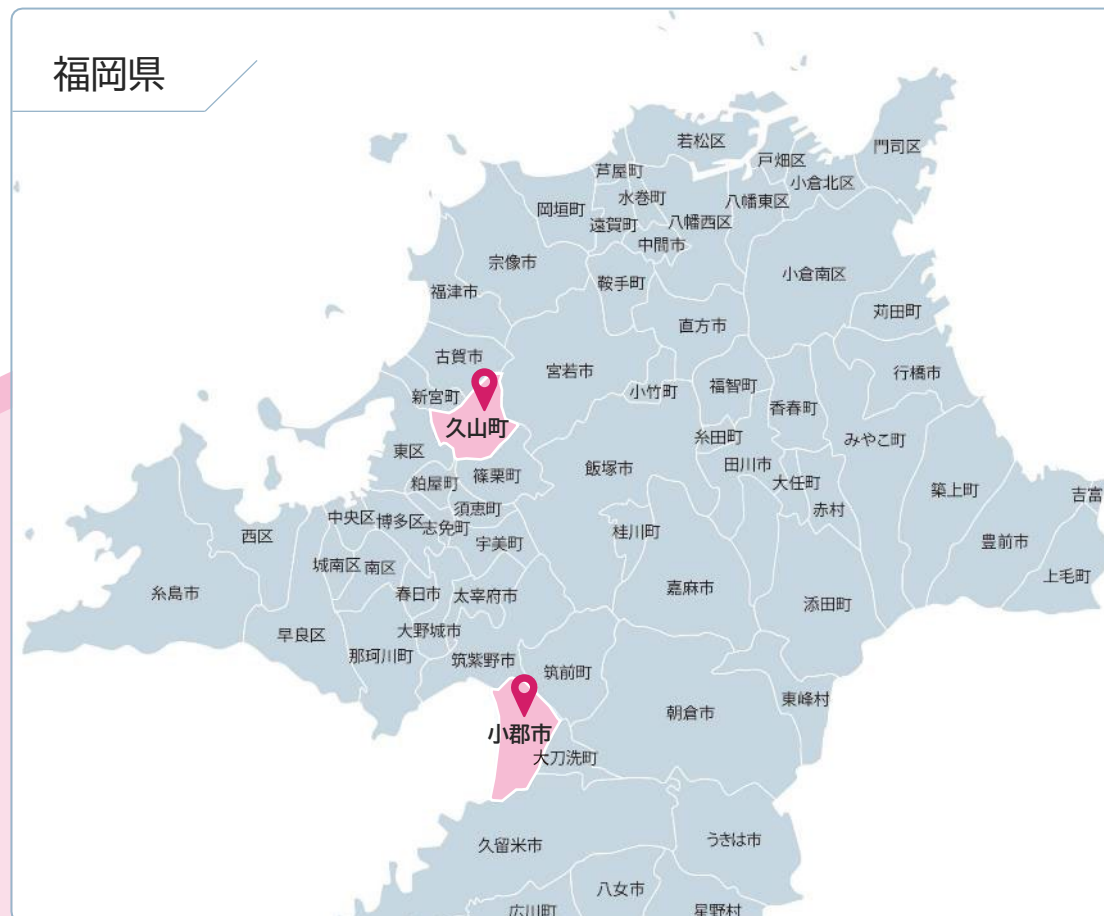 福岡県
若松区
門司区
戸畑区
芦屋町
小倉北区
水巻町
八幡東区
岡垣町
遠賀町
八幡西区
中間市
宗像市
小倉南区
鞍手町
福津市
苅田町
直方市
古賀市
宮若市
行橋市
福智町
小竹町
新宮町
香春町
久山町
糸田町
みやこ町
東区
飯塚市
田川市
篠栗町
粕屋町
大任町
築上町
吉富
須恵町
赤村
中央区
博多区
志免町
桂川町
西区
宇美町
豊前市
城南区
南区
上毛町
嘉麻市
糸島市
春日市
太宰府市
添田町
大野城市
早良区
那珂川町
筑紫野市
筑前町
東峰村
朝倉市
小郡市
大刀洗町
久留米市
うきは市
八女市
広川町
星野村